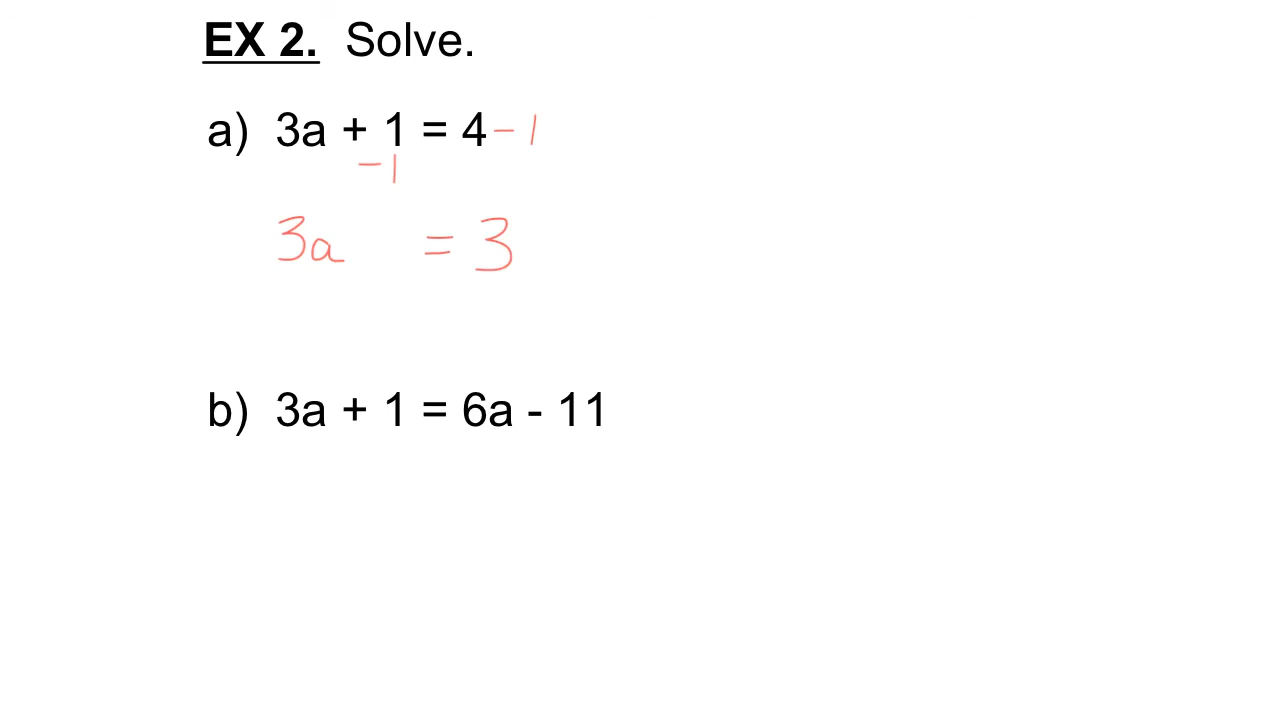 EX 2. Solve.
a) 3a + 1 = 4 - 1
- 1
3a = 3
b) 3a + 1 = 6a - 11